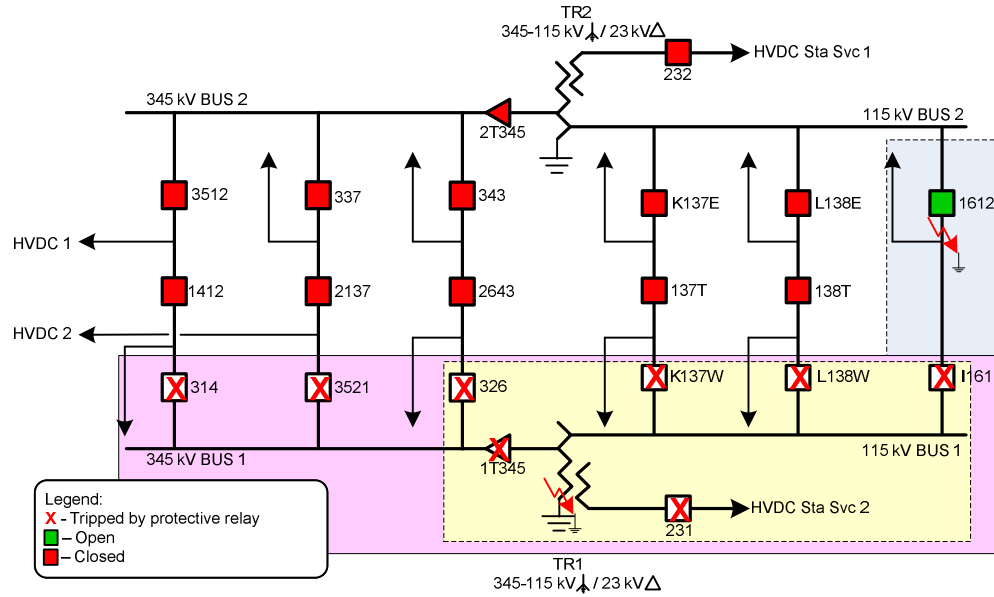 TR2
345-115 kV / 23 kV
HVDC Sta Svc 1
232
345 kV BUS 2
2T345
115 kV BUS 2
3512
337
343
K137E
L138E
1612
HVDC 1
1412
2137
2643
137T
138T
HVDC 2
314
3521
326
K137W
L138W
I161
345 kV BUS 1
1T345
115 kV BUS 1
HVDC Sta Svc 2
231
Legend:
X - Tripped by protective relay
– Open
– Closed
TR1
345-115 kV / 23 kV